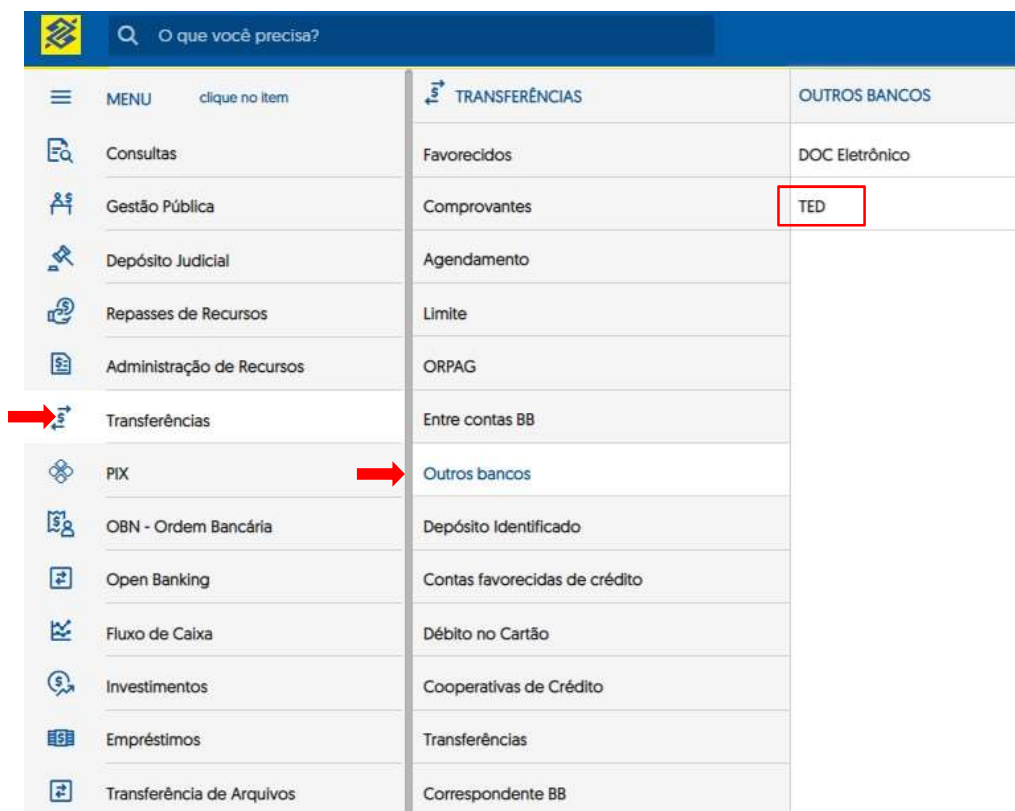 O que você precisa?
MENU clique no item
Consultas
Gestão Pública
Depósito Judicial
Repasses de Recursos
Administração de Recursos
Transferências
PIX
OBN - Ordem Bancária
Open Banking
Fluxo de Caixa
Investimentos
Empréstimos
Transferência de Arquivos
TRANSFERÊNCIAS
Favorecidos
Comprovantes
Agendamento
Limite
ORPAG
Entre contas BB
Outros bancos
Depósito Identificado
Contas favorecidas de crédito
Débito no Cartão
Cooperativas de Crédito
Transferências
Correspondente BB
OUTROS BANCOS
DOC Eletrônico
TED